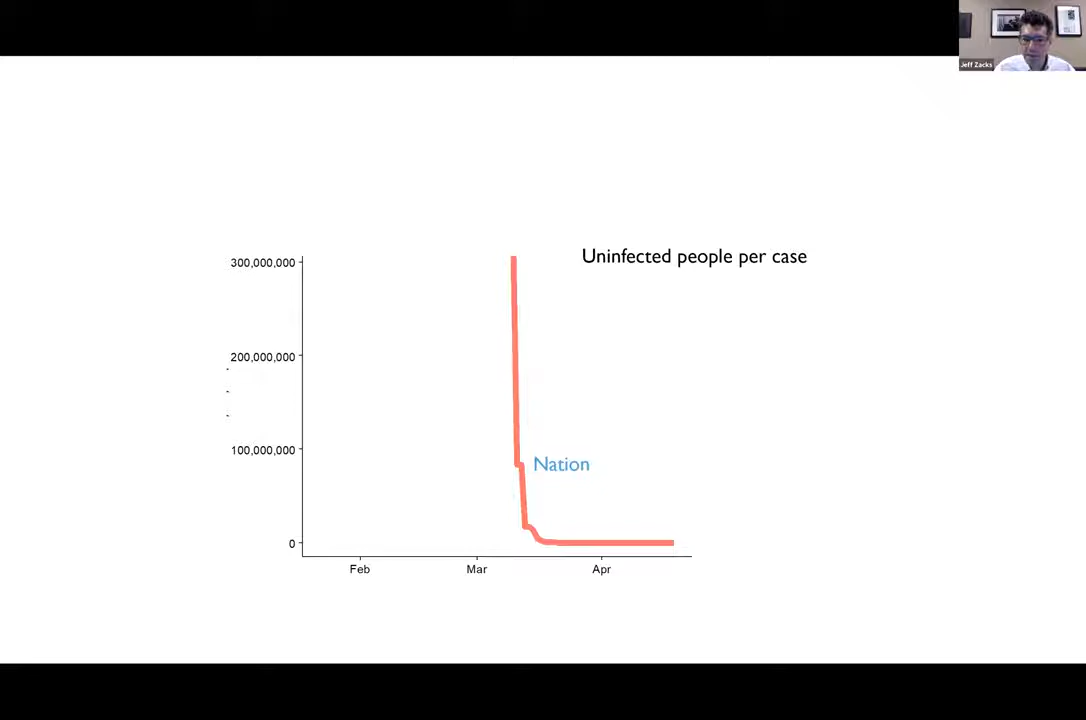 Jeff Zacks
Uninfected people per case
300,000,000
200,000,000
100,000,000
Nation
0
Feb Mar Apr